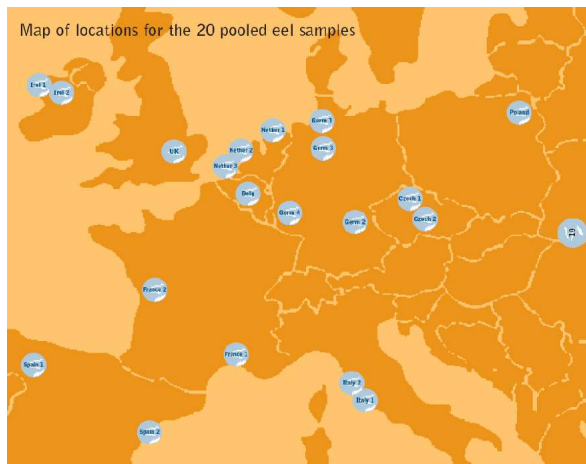 Map of locations for the 20 pooled eel samples
Irel 1
Irel 2
Poland
Germ 3
Nether 1
UK
Nether 2
Germ 3
Nether 3
Belg
Czech 1
Germ 4
Czech 2
Germ 2
19
France 2
France 1
Spain 1
Italy 2
Italy 1
Spain 2